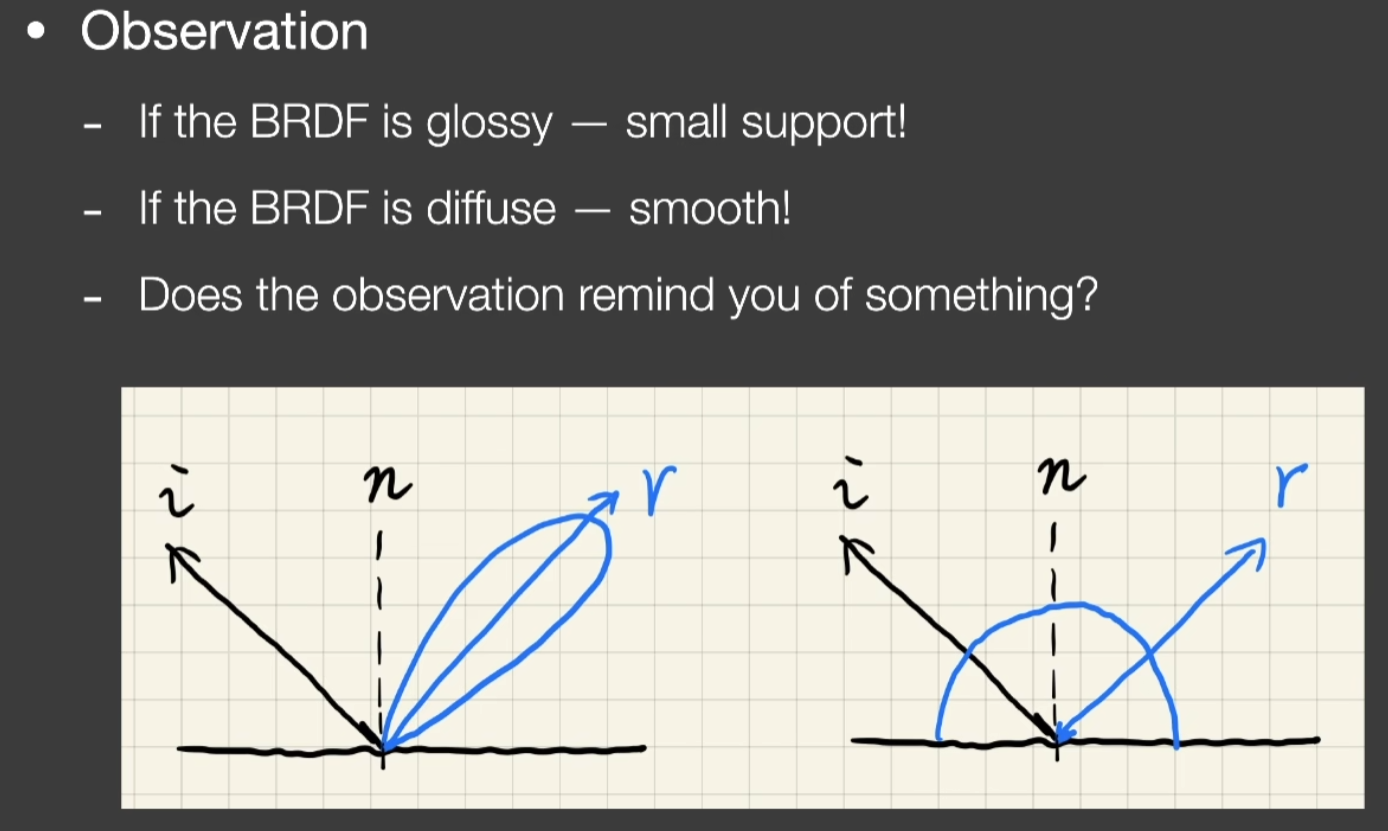 • Observation
- If the BRDF is glossy — small support!
- If the BRDF is diffuse — smooth!
- Does the observation remind you of something?
i n r i n r